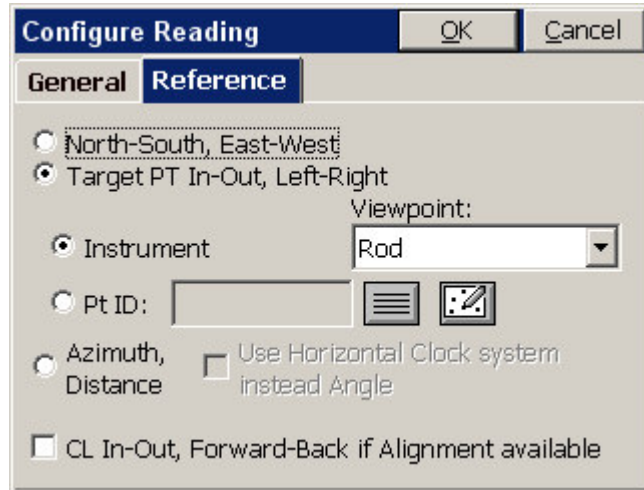 Configure Reading OK Cancel
General Reference
North-South, East-West
Target PT In-Out, Left-Right
Viewpoint:
Instrument Rod
Pt ID:
Azimuth, Use Horizontal Clock system
Distance instead Angle
CL In-Out, Forward-Back if Alignment available